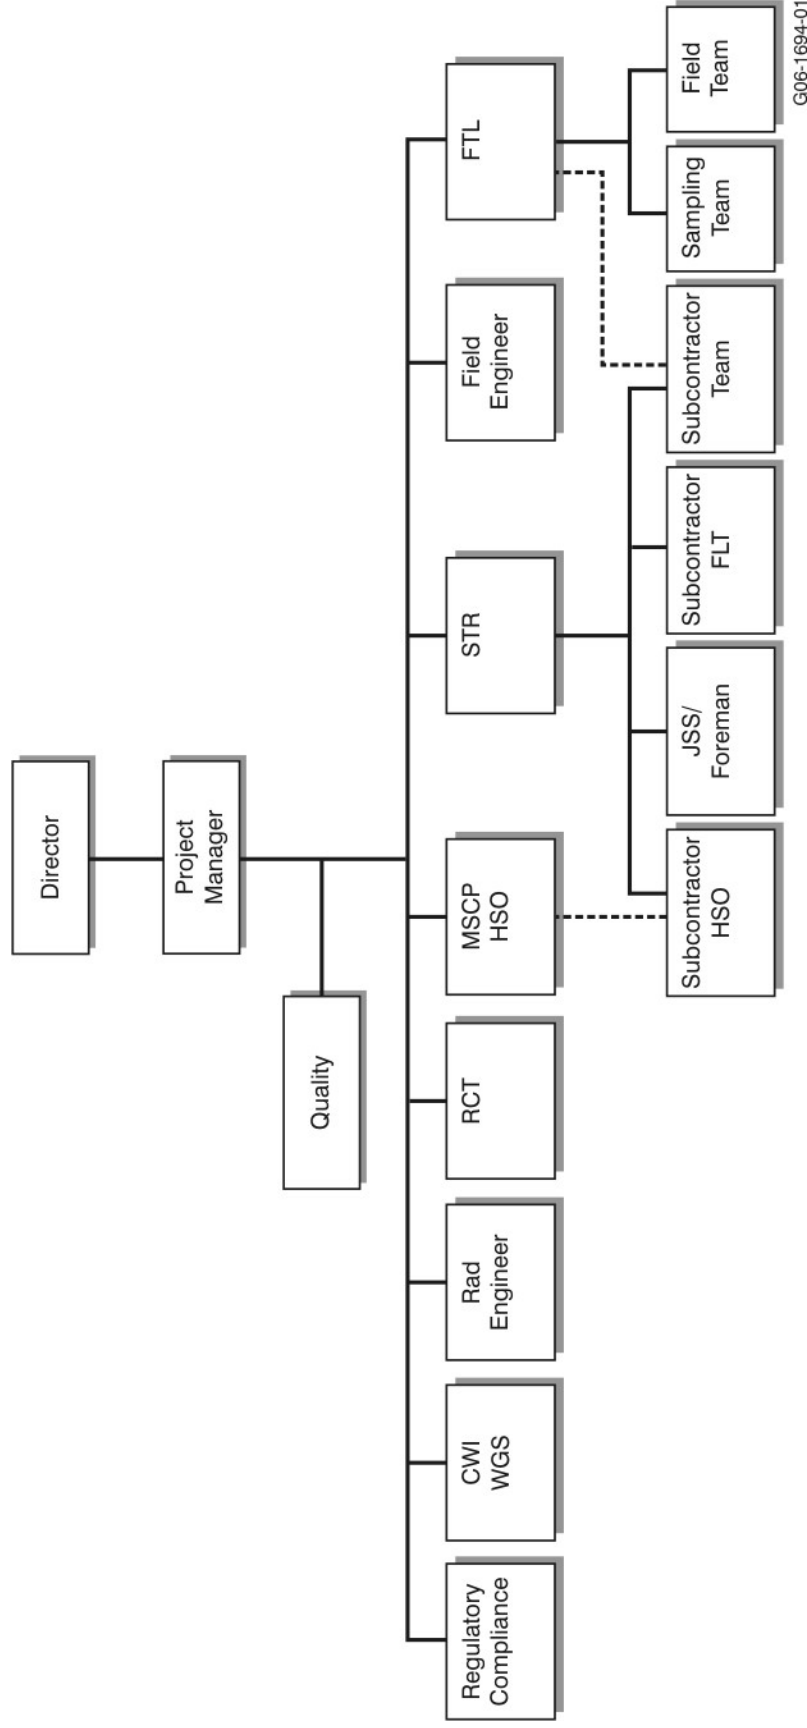 Director
Project
Manager
Quality
Regulatory
Compliance
CWI
WGS
Rad
Engineer
RCT
MSCP
HSO
STR
Field
Engineer
FTL
Subcontractor
HSO
JSS/
Foreman
Subcontractor
FLT
Subcontractor
Team
Sampling
Team
Field
Team
G06-1694-01